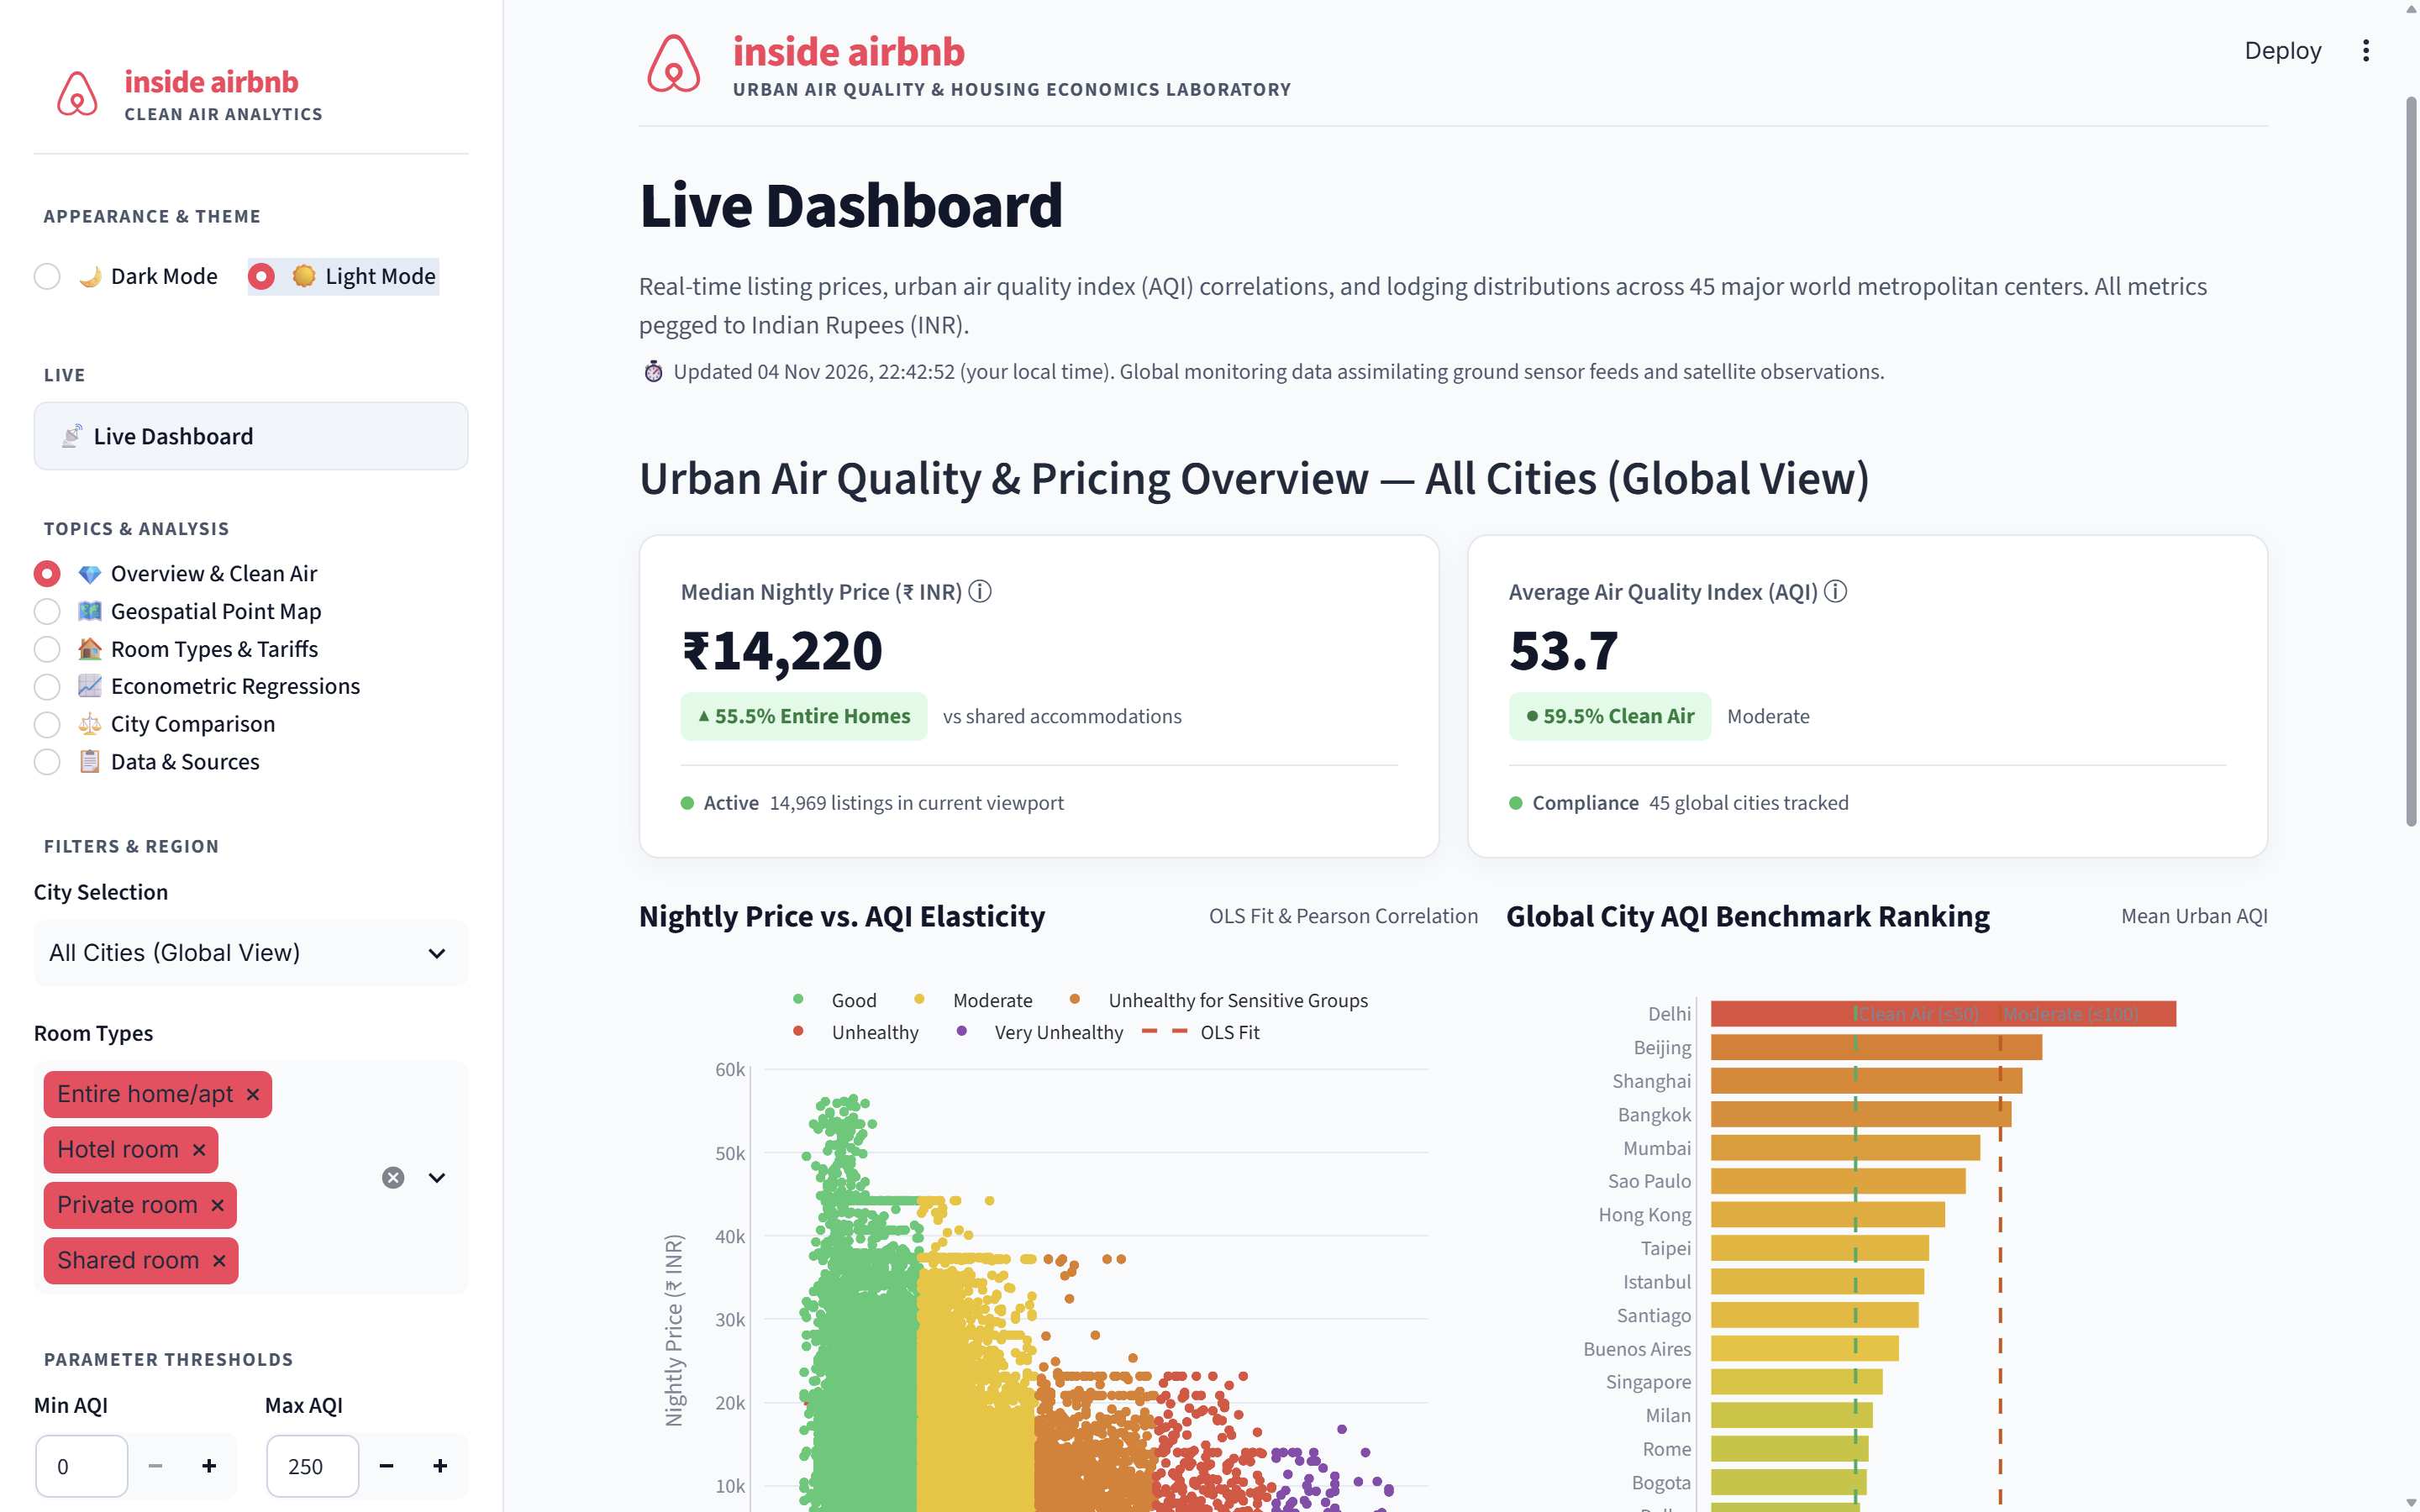 inside airbnb
CLEAN AIR ANALYTICS
APPEARANCE & THEME
Dark Mode
Light Mode
LIVE
Live Dashboard
TOPICS & ANALYSIS
Overview & Clean Air
Geospatial Point Map
Room Types & Tariffs
Econometric Regressions
City Comparison
Data & Sources
FILTERS & REGION
City Selection
All Cities (Global View)
Room Types
Entire home/apt ×
Hotel room ×
Private room ×
Shared room ×
PARAMETER THRESHOLDS
Min AQI
Max AQI
0 − +
250 − +
Deploy
inside airbnb
URBAN AIR QUALITY & HOUSING ECONOMICS LABORATORY
Live Dashboard
Real-time listing prices, urban air quality index (AQI) correlations, and lodging distributions across 45 major world metropolitan centers. All metrics
pegged to Indian Rupees (INR).
Updated 04 Nov 2026, 22:42:52 (your local time). Global monitoring data assimilating ground sensor feeds and satellite observations.
Urban Air Quality & Pricing Overview — All Cities (Global View)
Median Nightly Price (₹ INR) ⓘ
₹14,220
▲ 55.5% Entire Homes vs shared accommodations
Active 14,969 listings in current viewport
Average Air Quality Index (AQI) ⓘ
53.7
● 59.5% Clean Air Moderate
Compliance 45 global cities tracked
Nightly Price vs. AQI Elasticity
OLS Fit & Pearson Correlation
Good Moderate Unhealthy for Sensitive Groups
Unhealthy Very Unhealthy OLS Fit
Nightly Price (₹ INR)
60k
50k
40k
30k
20k
10k
Global City AQI Benchmark Ranking
Mean Urban AQI
Clean Air (≤50) Moderate (≤100)
Delhi
Beijing
Shanghai
Bangkok
Mumbai
Sao Paulo
Hong Kong
Taipei
Istanbul
Santiago
Buenos Aires
Singapore
Milan
Rome
Bogota